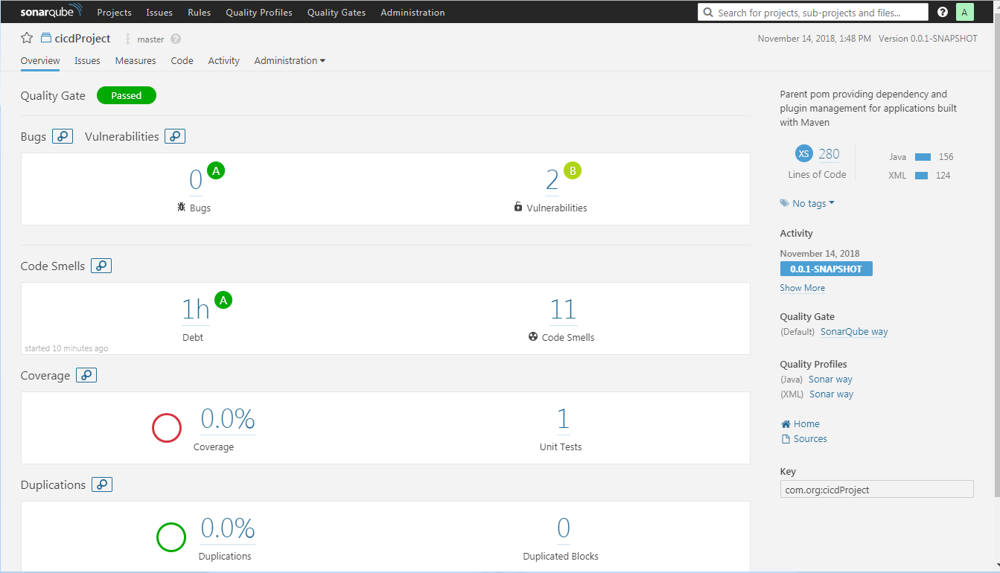 sonarqube Projects Issues Rules Quality Profiles Quality Gates Administration Search for projects, sub-projects and files... ? A
cicdProject master ? November 14, 2018, 1:48 PM Version 0.0.1-SNAPSHOT
Overview Issues Measures Code Activity Administration
Quality Gate Passed
Bugs Vulnerabilities
0 A
Bugs
2 B
Vulnerabilities
Code Smells
1h A
Debt
started 10 minutes ago
11
Code Smells
Coverage
0.0%
Coverage
1
Unit Tests
Duplications
0.0%
Duplications
0
Duplicated Blocks
Parent pom providing dependency and
plugin management for applications built
with Maven
XS 280
Lines of Code
Java 156
XML 124
No tags
Activity
November 14, 2018
0.0.1-SNAPSHOT
Show More
Quality Gate
(Default) SonarQube way
Quality Profiles
(Java) Sonar way
(XML) Sonar way
Home
Sources
Key
com.org:cicdProject